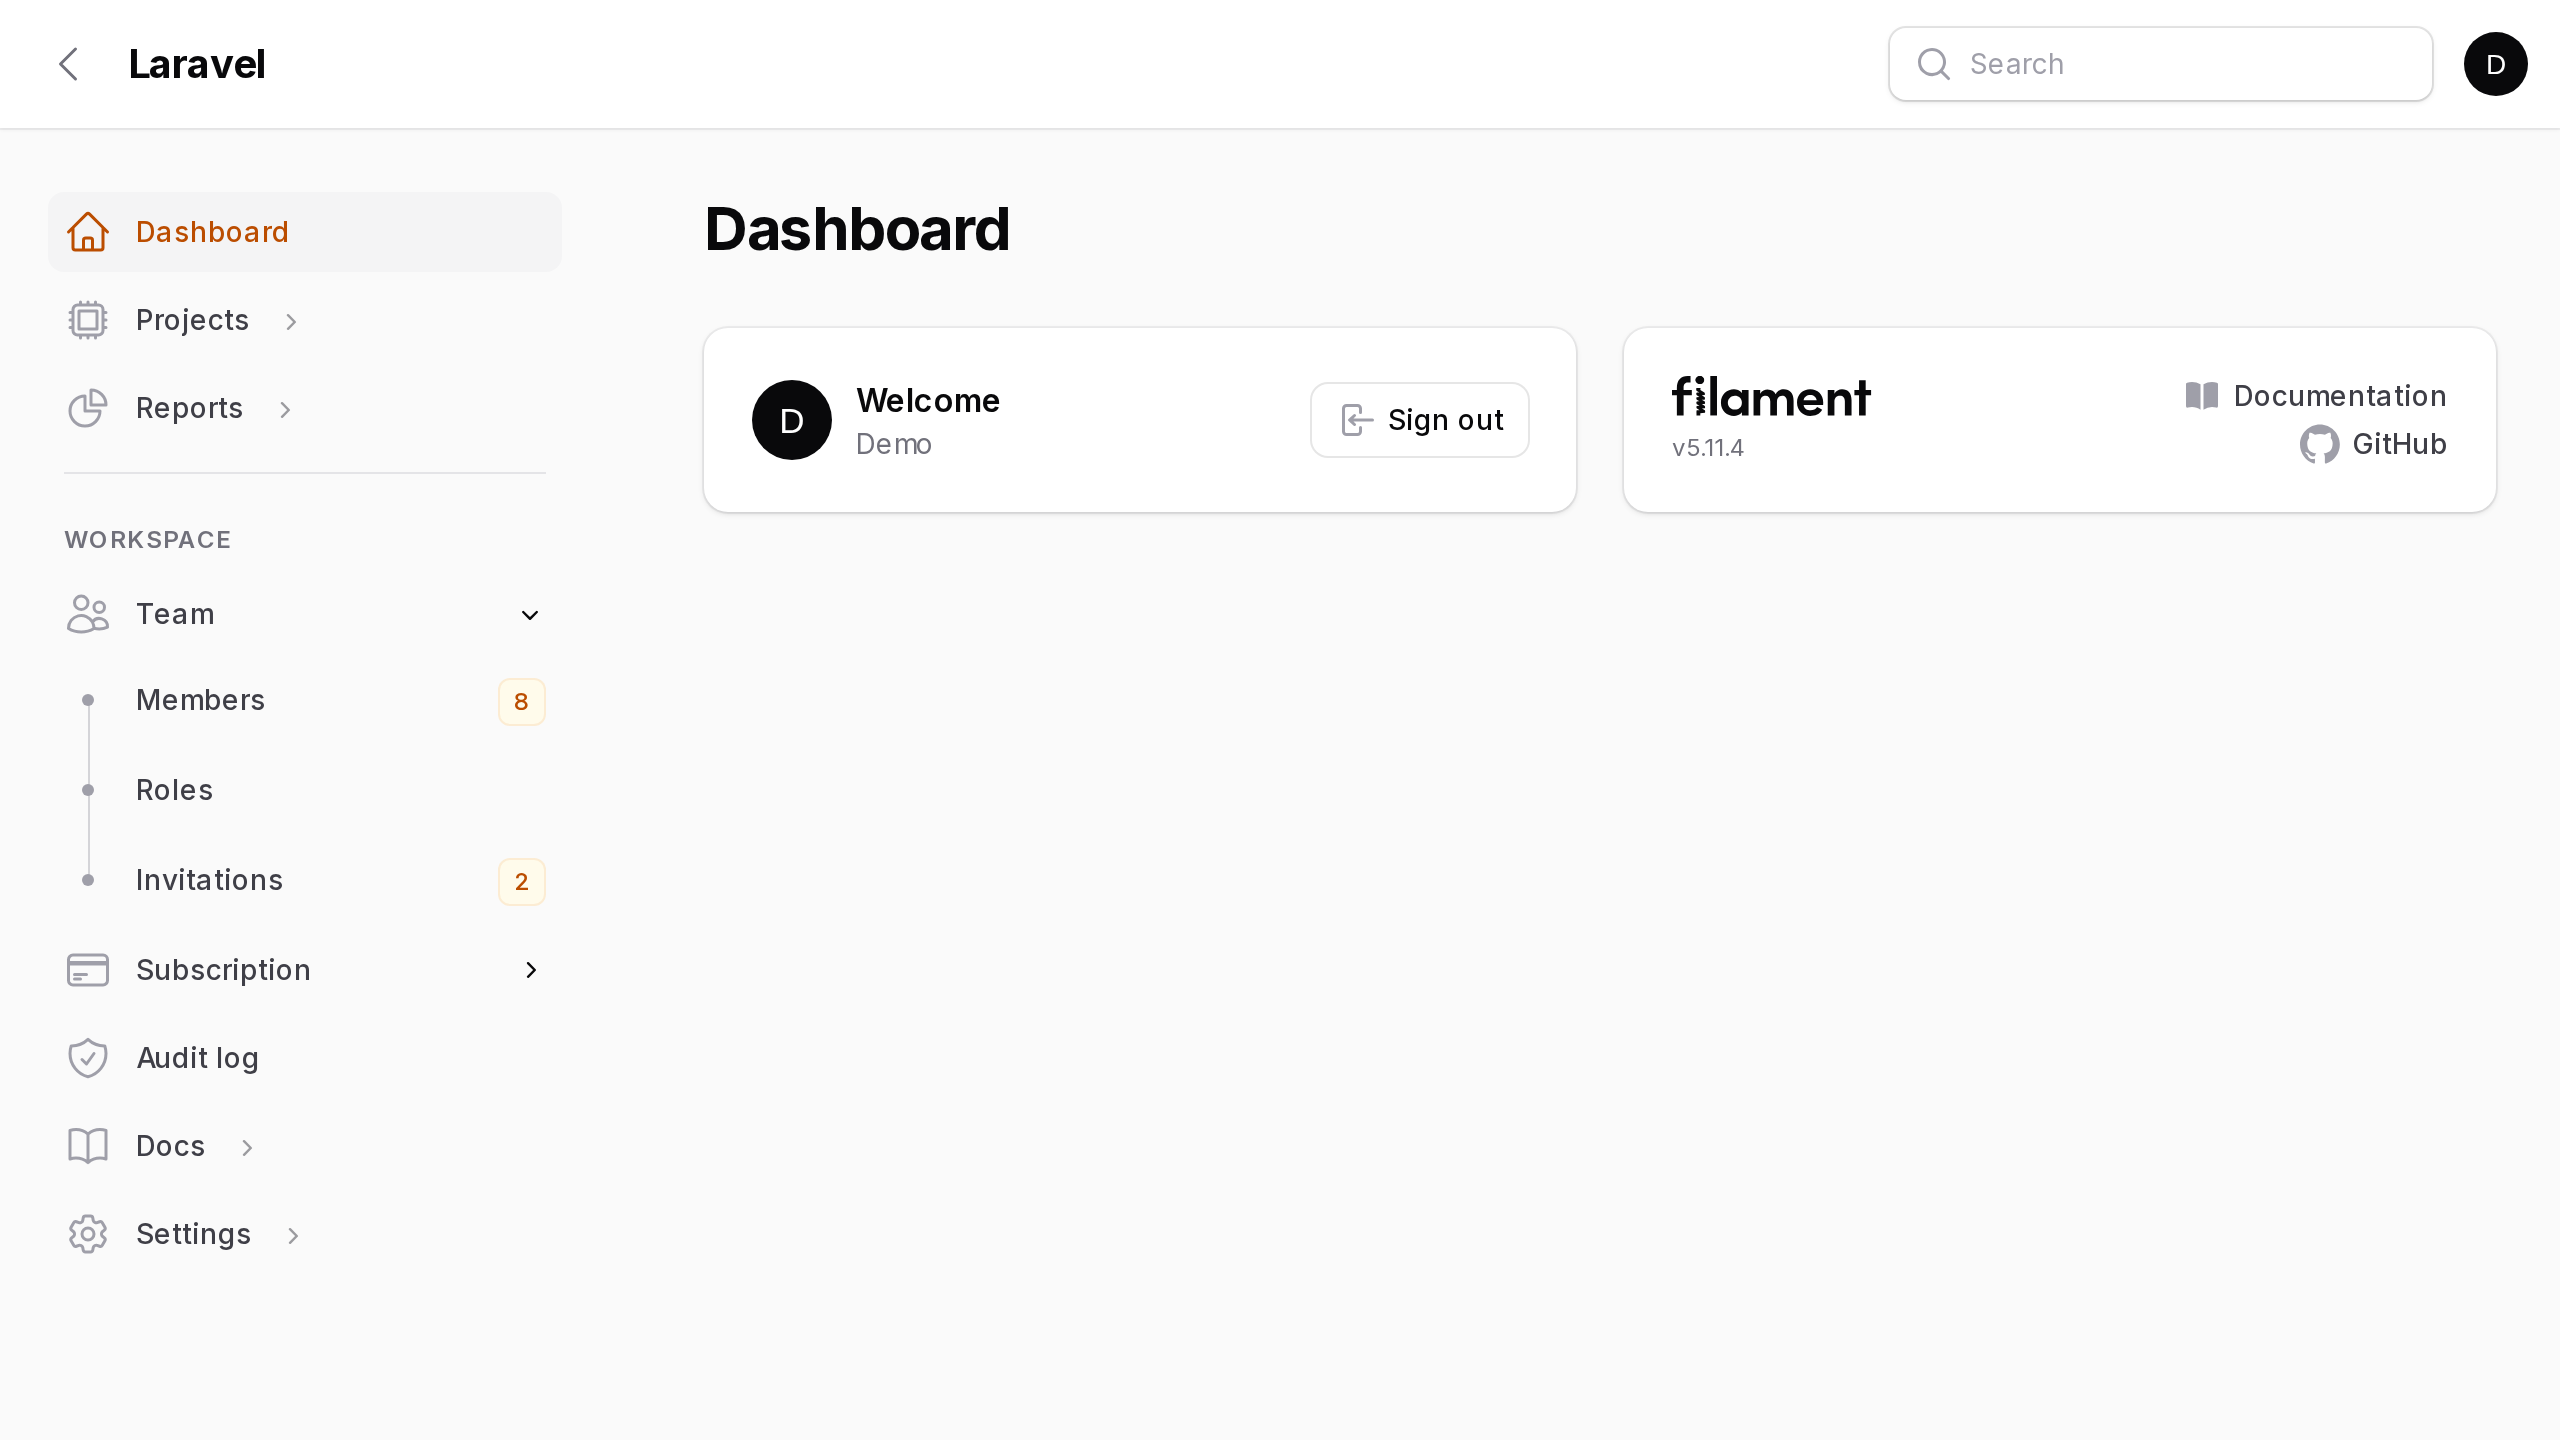 Laravel
Search
D
Dashboard
Projects
Reports
WORKSPACE
Team
Members 8
Roles
Invitations 2
Subscription
Audit log
Docs
Settings
Dashboard
D
Welcome
Demo
Sign out
filament
v5.11.4
Documentation
GitHub